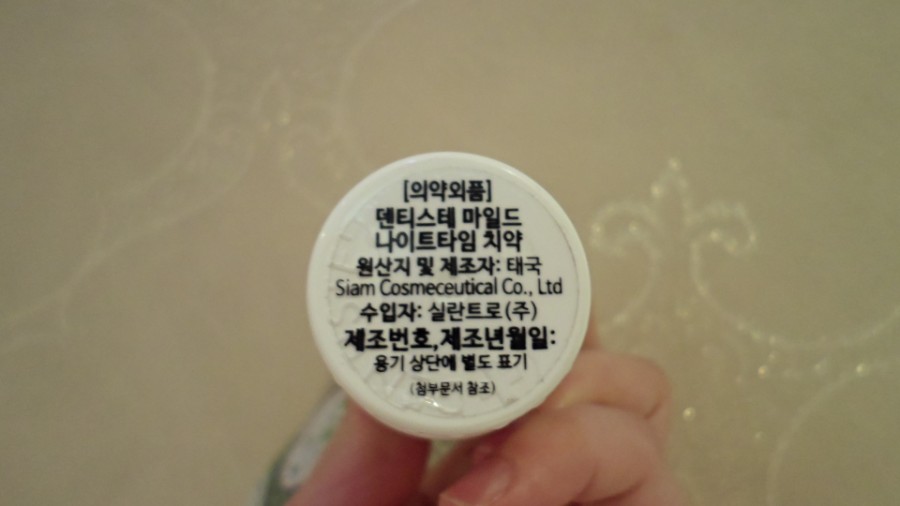 [의약외품]
덴티스테 마일드
나이트타임 치약
원산지 및 제조자: 태국
Siam Cosmeceutical Co., Ltd
수입자: 실란트로(주)
제조번호,제조년월일:
용기 상단에 별도 표기
(첨부문서 참조)